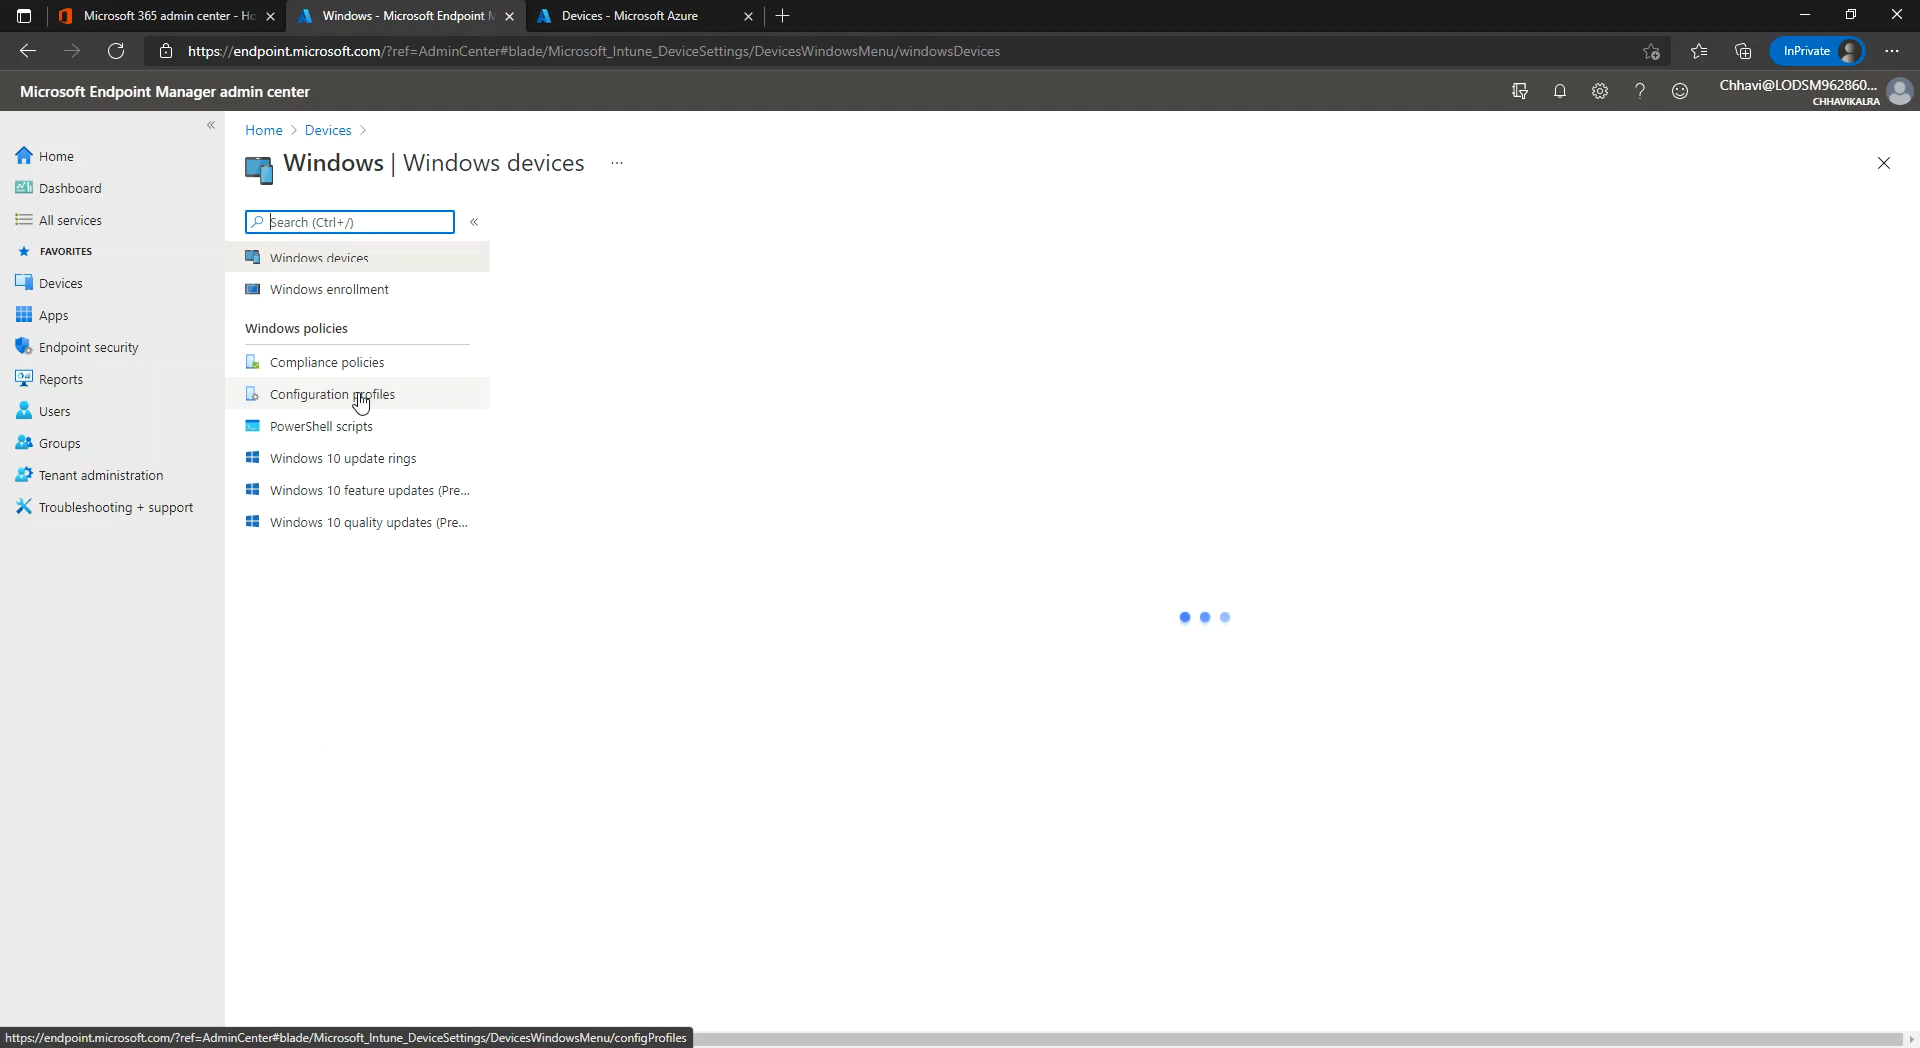 Microsoft 365 admin center - Ho
Windows - Microsoft Endpoint M
Devices - Microsoft Azure
https://endpoint.microsoft.com/?ref=AdminCenter#blade/Microsoft_Intune_DeviceSettings/DevicesWindowsMenu/windowsDevices
InPrivate
Microsoft Endpoint Manager admin center
Chhavi@LODSM962860...
CHHAVIKALRA
Home
Dashboard
All services
FAVORITES
Devices
Apps
Endpoint security
Reports
Users
Groups
Tenant administration
Troubleshooting + support
Home > Devices >
Windows | Windows devices
Search (Ctrl+/)
Windows devices
Windows enrollment
Windows policies
Compliance policies
Configuration profiles
PowerShell scripts
Windows 10 update rings
Windows 10 feature updates (Pre...
Windows 10 quality updates (Pre...
https://endpoint.microsoft.com/?ref=AdminCenter#blade/Microsoft_Intune_DeviceSettings/DevicesWindowsMenu/configProfiles